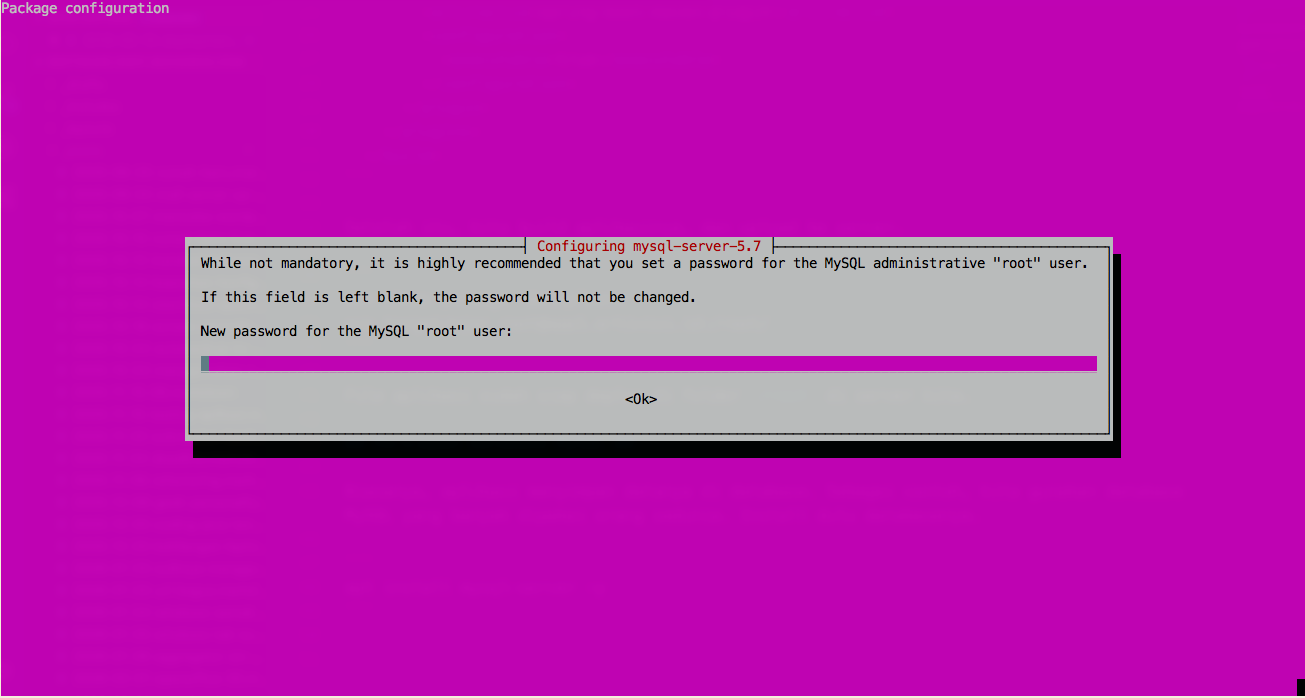 Package configuration
Configuring mysql-server-5.7
While not mandatory, it is highly recommended that you set a password for the MySQL administrative "root" user.
If this field is left blank, the password will not be changed.
New password for the MySQL "root" user:
<Ok>